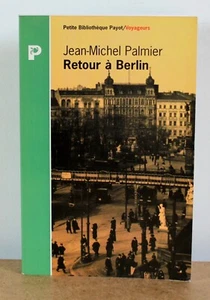 Petite Bibliothèque Payot/Voyageurs
P
Jean-Michel Palmier
Retour à Berlin